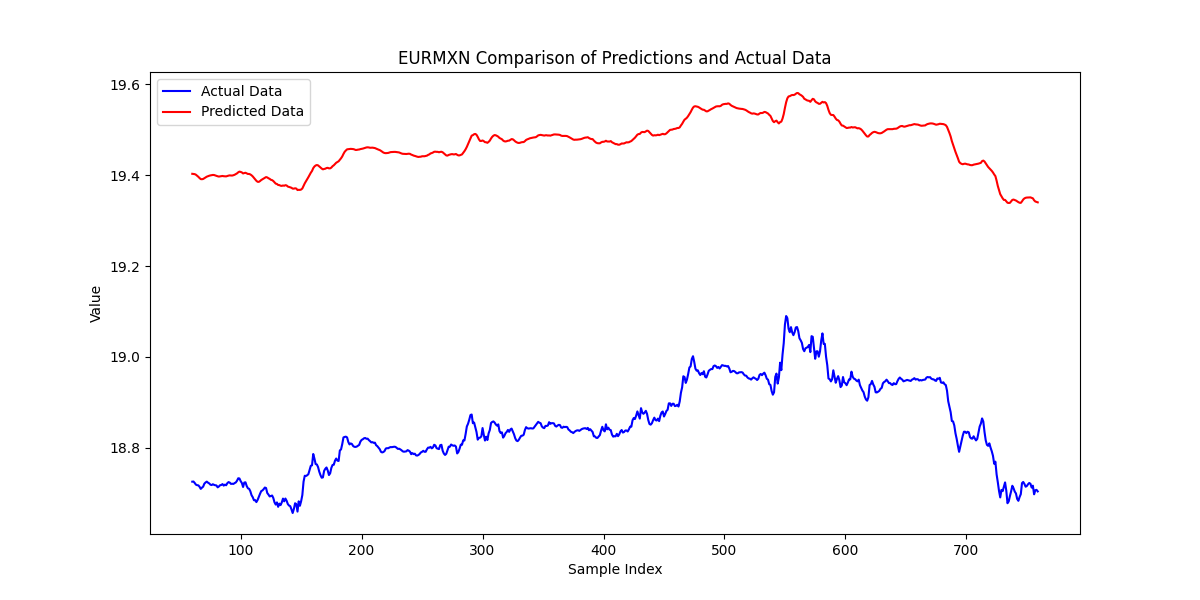 EURMXN Comparison of Predictions and Actual Data
Actual Data
Predicted Data
19.6
19.4
19.2
19.0
18.8
Value
100 200 300 400 500 600 700
Sample Index